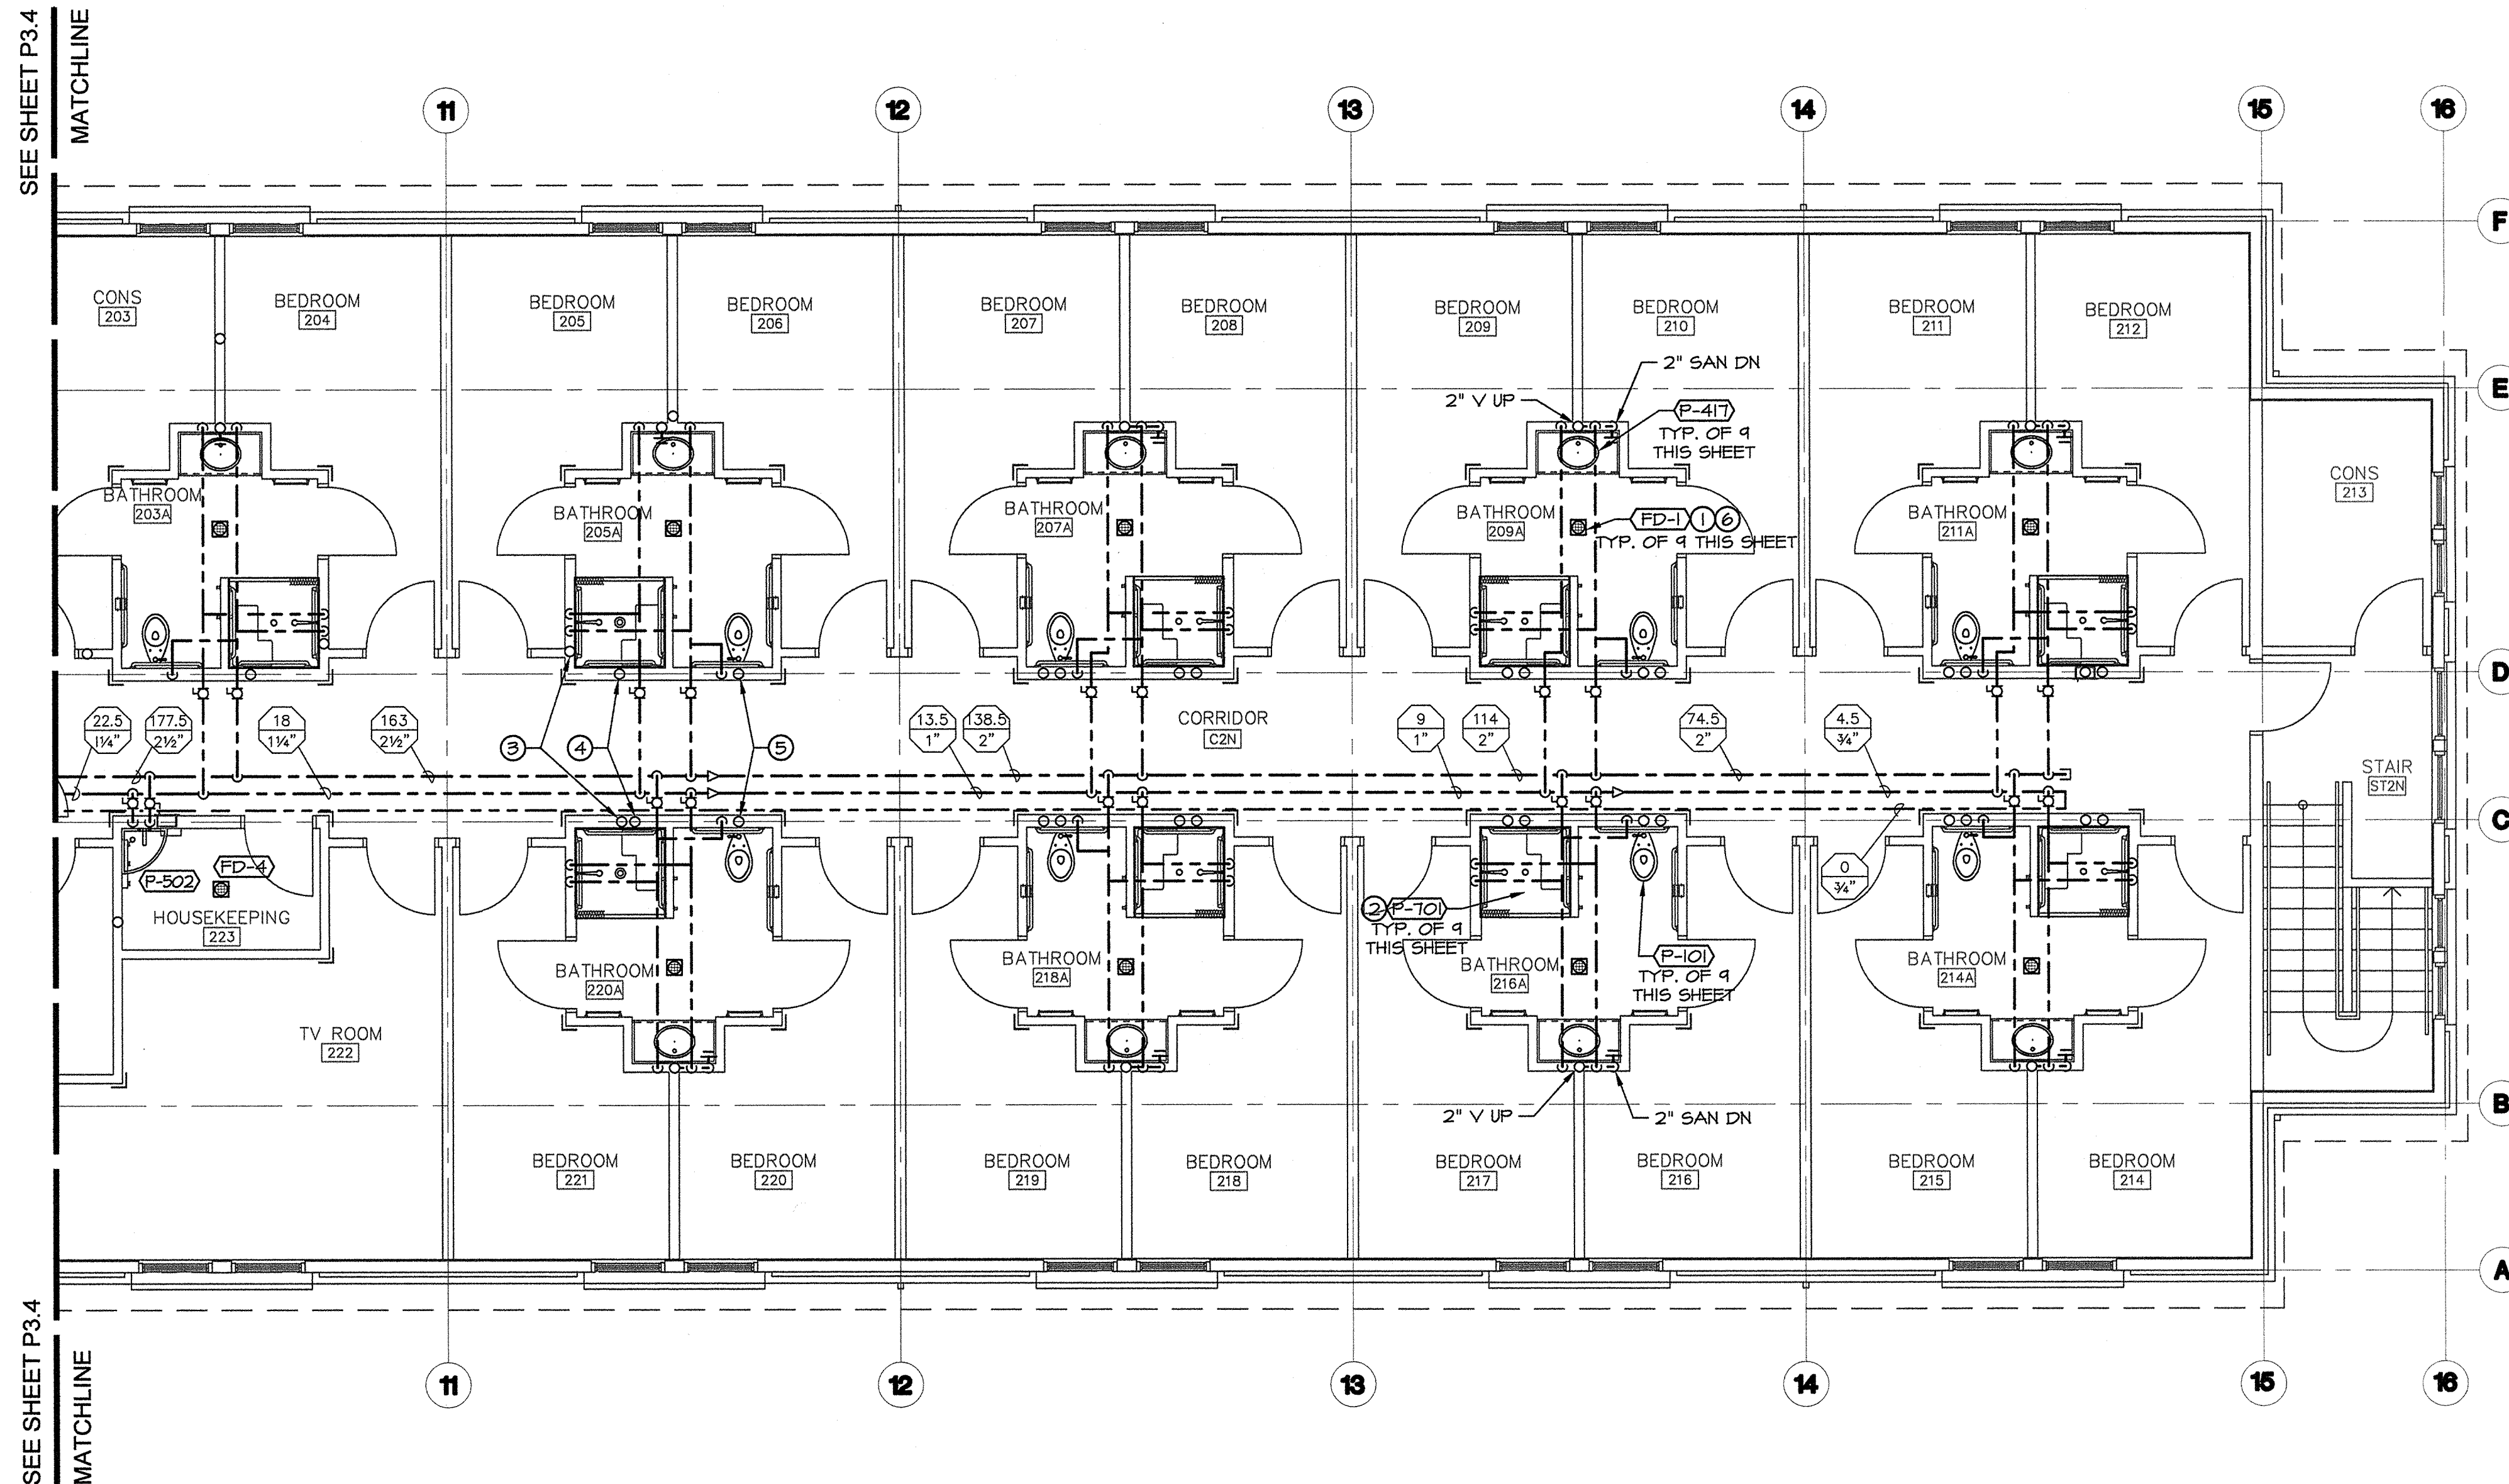 SEE SHEET P3.4
MATCHLINE
11
12
13
14
15
16
F
CONS
203
BEDROOM
204
BEDROOM
205
BEDROOM
206
BEDROOM
207
BEDROOM
208
BEDROOM
209
BEDROOM
210
BEDROOM
211
BEDROOM
212
2" SAN DN
E
2" V UP
P-417
TYP. OF 9
THIS SHEET
CONS
213
BATHROOM
203A
BATHROOM
205A
BATHROOM
207A
BATHROOM
209A
FD-1
1
6
TYP. OF 9 THIS SHEET
BATHROOM
211A
D
22.5
1¼"
177.5
2½"
18
1¼"
163
2½"
3
4
5
13.5
1"
138.5
2"
CORRIDOR
C2N
9
1"
114
2"
74.5
2"
4.5
¾"
STAIR
ST2N
C
P-502
FD-4
HOUSEKEEPING
223
0
¾"
2
P-701
TYP. OF 9
THIS SHEET
P-101
TYP. OF 9
THIS SHEET
BATHROOM
220A
BATHROOM
218A
BATHROOM
216A
BATHROOM
214A
TV ROOM
222
2" V UP
2" SAN DN
B
BEDROOM
221
BEDROOM
220
BEDROOM
219
BEDROOM
218
BEDROOM
217
BEDROOM
216
BEDROOM
215
BEDROOM
214
A
SEE SHEET P3.4
MATCHLINE
11
12
13
14
15
16